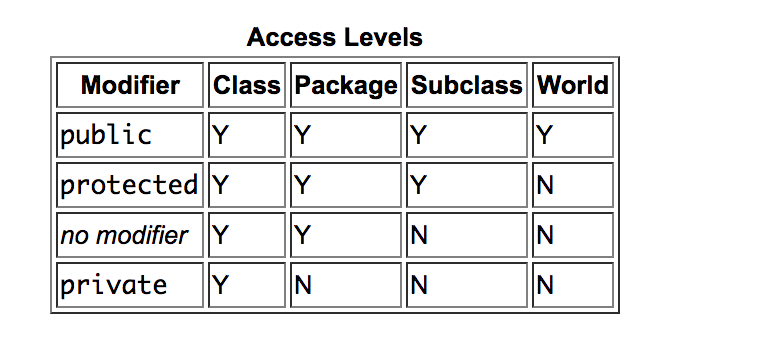 Access Levels
Modifier Class Package Subclass World
public Y Y Y Y
protected Y Y Y N
no modifier Y Y N N
private Y N N N